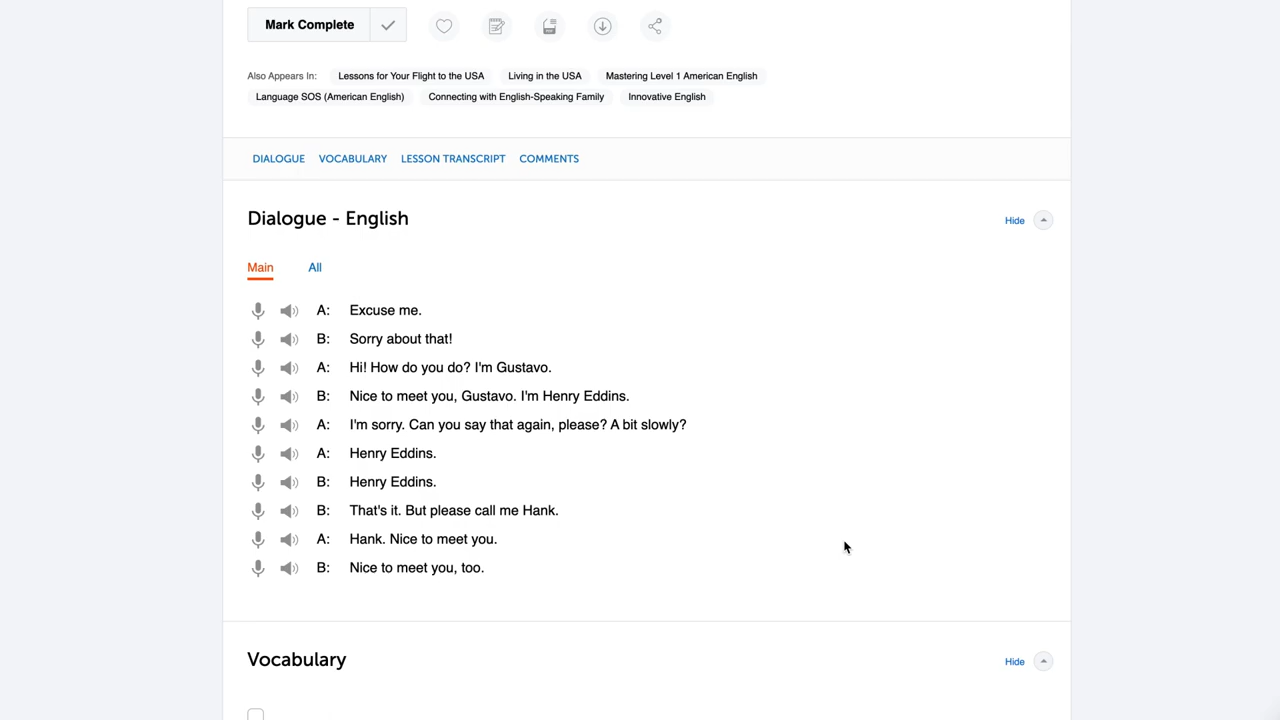 Mark Complete
Also Appears In: Lessons for Your Flight to the USA Living in the USA Mastering Level 1 American English
Language SOS (American English) Connecting with English-Speaking Family Innovative English
DIALOGUE VOCABULARY LESSON TRANSCRIPT COMMENTS
Dialogue - English Hide
Main All
A: Excuse me.
B: Sorry about that!
A: Hi! How do you do? I'm Gustavo.
B: Nice to meet you, Gustavo. I'm Henry Eddins.
A: I'm sorry. Can you say that again, please? A bit slowly?
A: Henry Eddins.
B: Henry Eddins.
B: That's it. But please call me Hank.
A: Hank. Nice to meet you.
B: Nice to meet you, too.
Vocabulary Hide